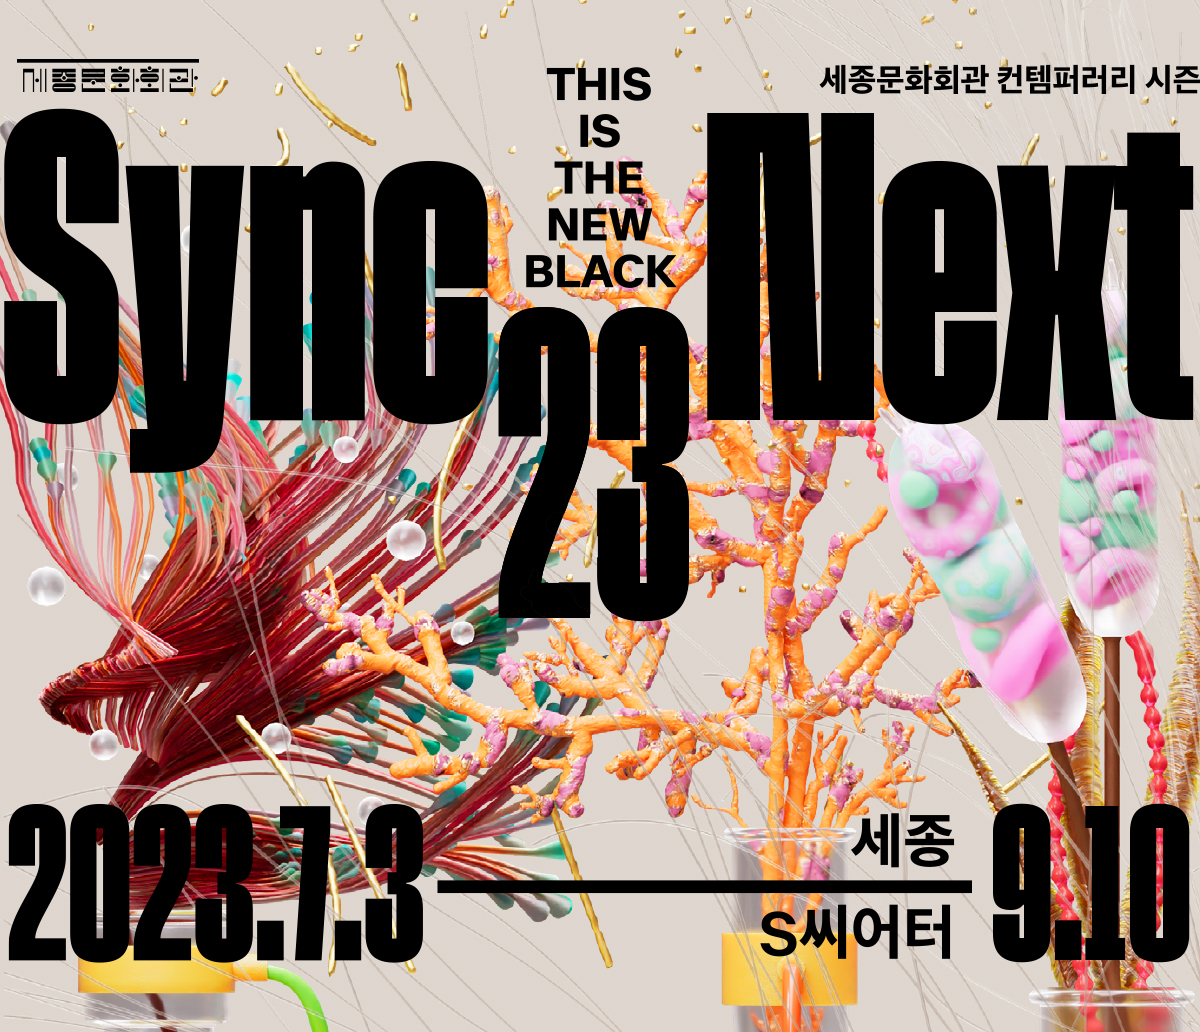 세종문화회관
세종문화회관 컨템퍼러리 시즌
THIS
IS
THE
NEW
BLACK
Sync Next
23
2023.7.3
9.10
세종
S씨어터